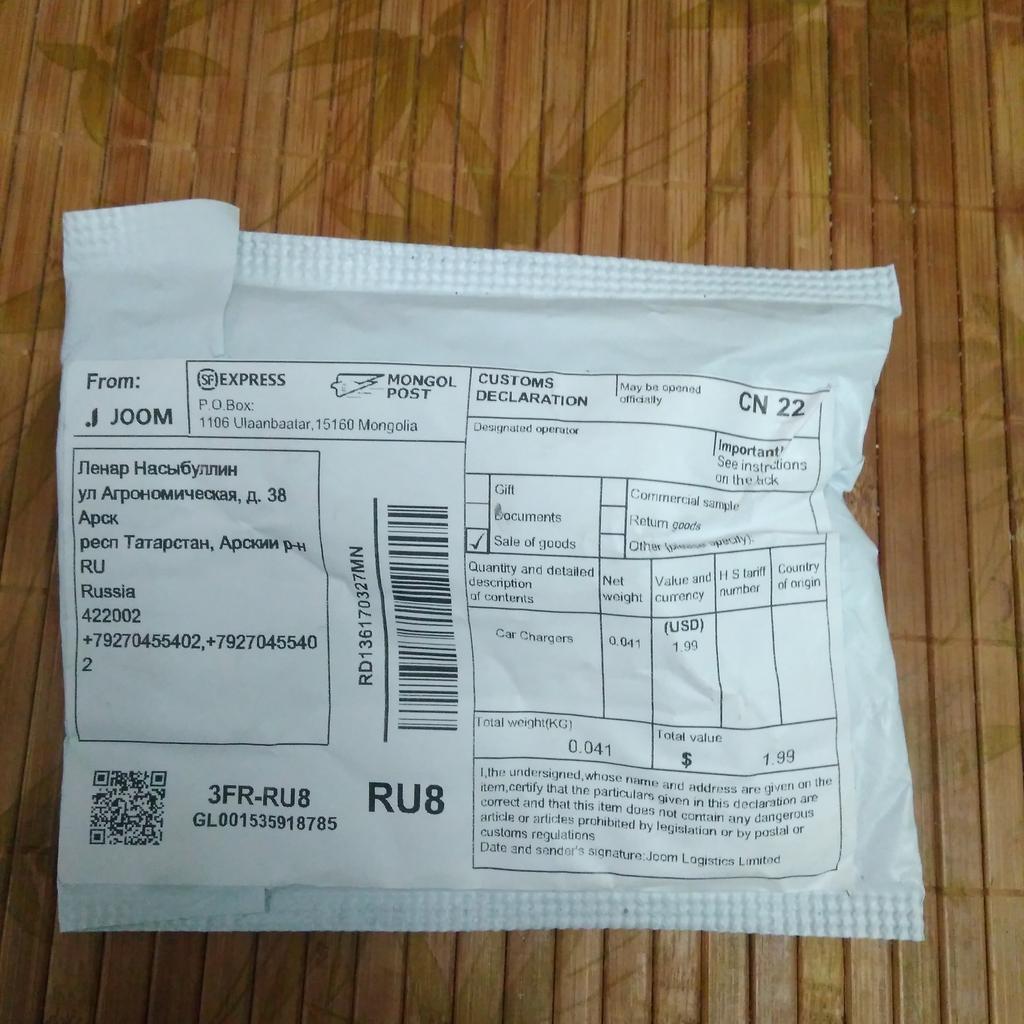 From:
JOOM
SF EXPRESS
MONGOL
POST
P.O.Box:
1106 Ulaanbaatar,15160 Mongolia
Ленар Насыбуллин
ул Агрономическая, д. 38
Арск
респ Татарстан, Арский р-н
RU
Russia
422002
+79270455402,+7927045540
2
RD136170327MN
3FR-RU8
GL001535918785
RU8
CUSTOMS
DECLARATION
May be opened
officially
CN 22
Designated operator
Important!
See instrctions
on the
Gift
Documents
✓ Sale of goods
Commercial sample
Return goods
Other (please specify):
Quantity and detailed
description
of contents
Net
weight
Value and
currency
H S tariff
number
Country
of origin
(USD)
Car Chargers 0.041 1.99
Total weight(KG)
0.041
Total value
$ 1.99
I,the undersigned,whose name and address are given on the
item,certify that the particulars given in this declaration are
correct and that this item does not contain any dangerous
article or articles prohibited by legislation or by postal or
customs regulations
Date and sender's signature:Joom Logistics Limited